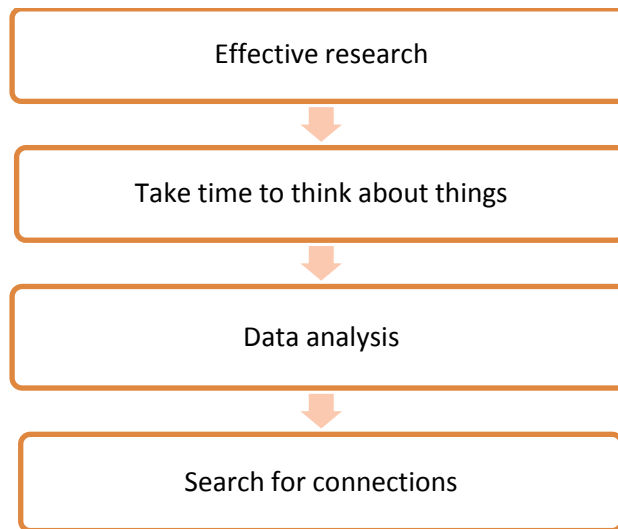 Effective research
Take time to think about things
Data analysis
Search for connections